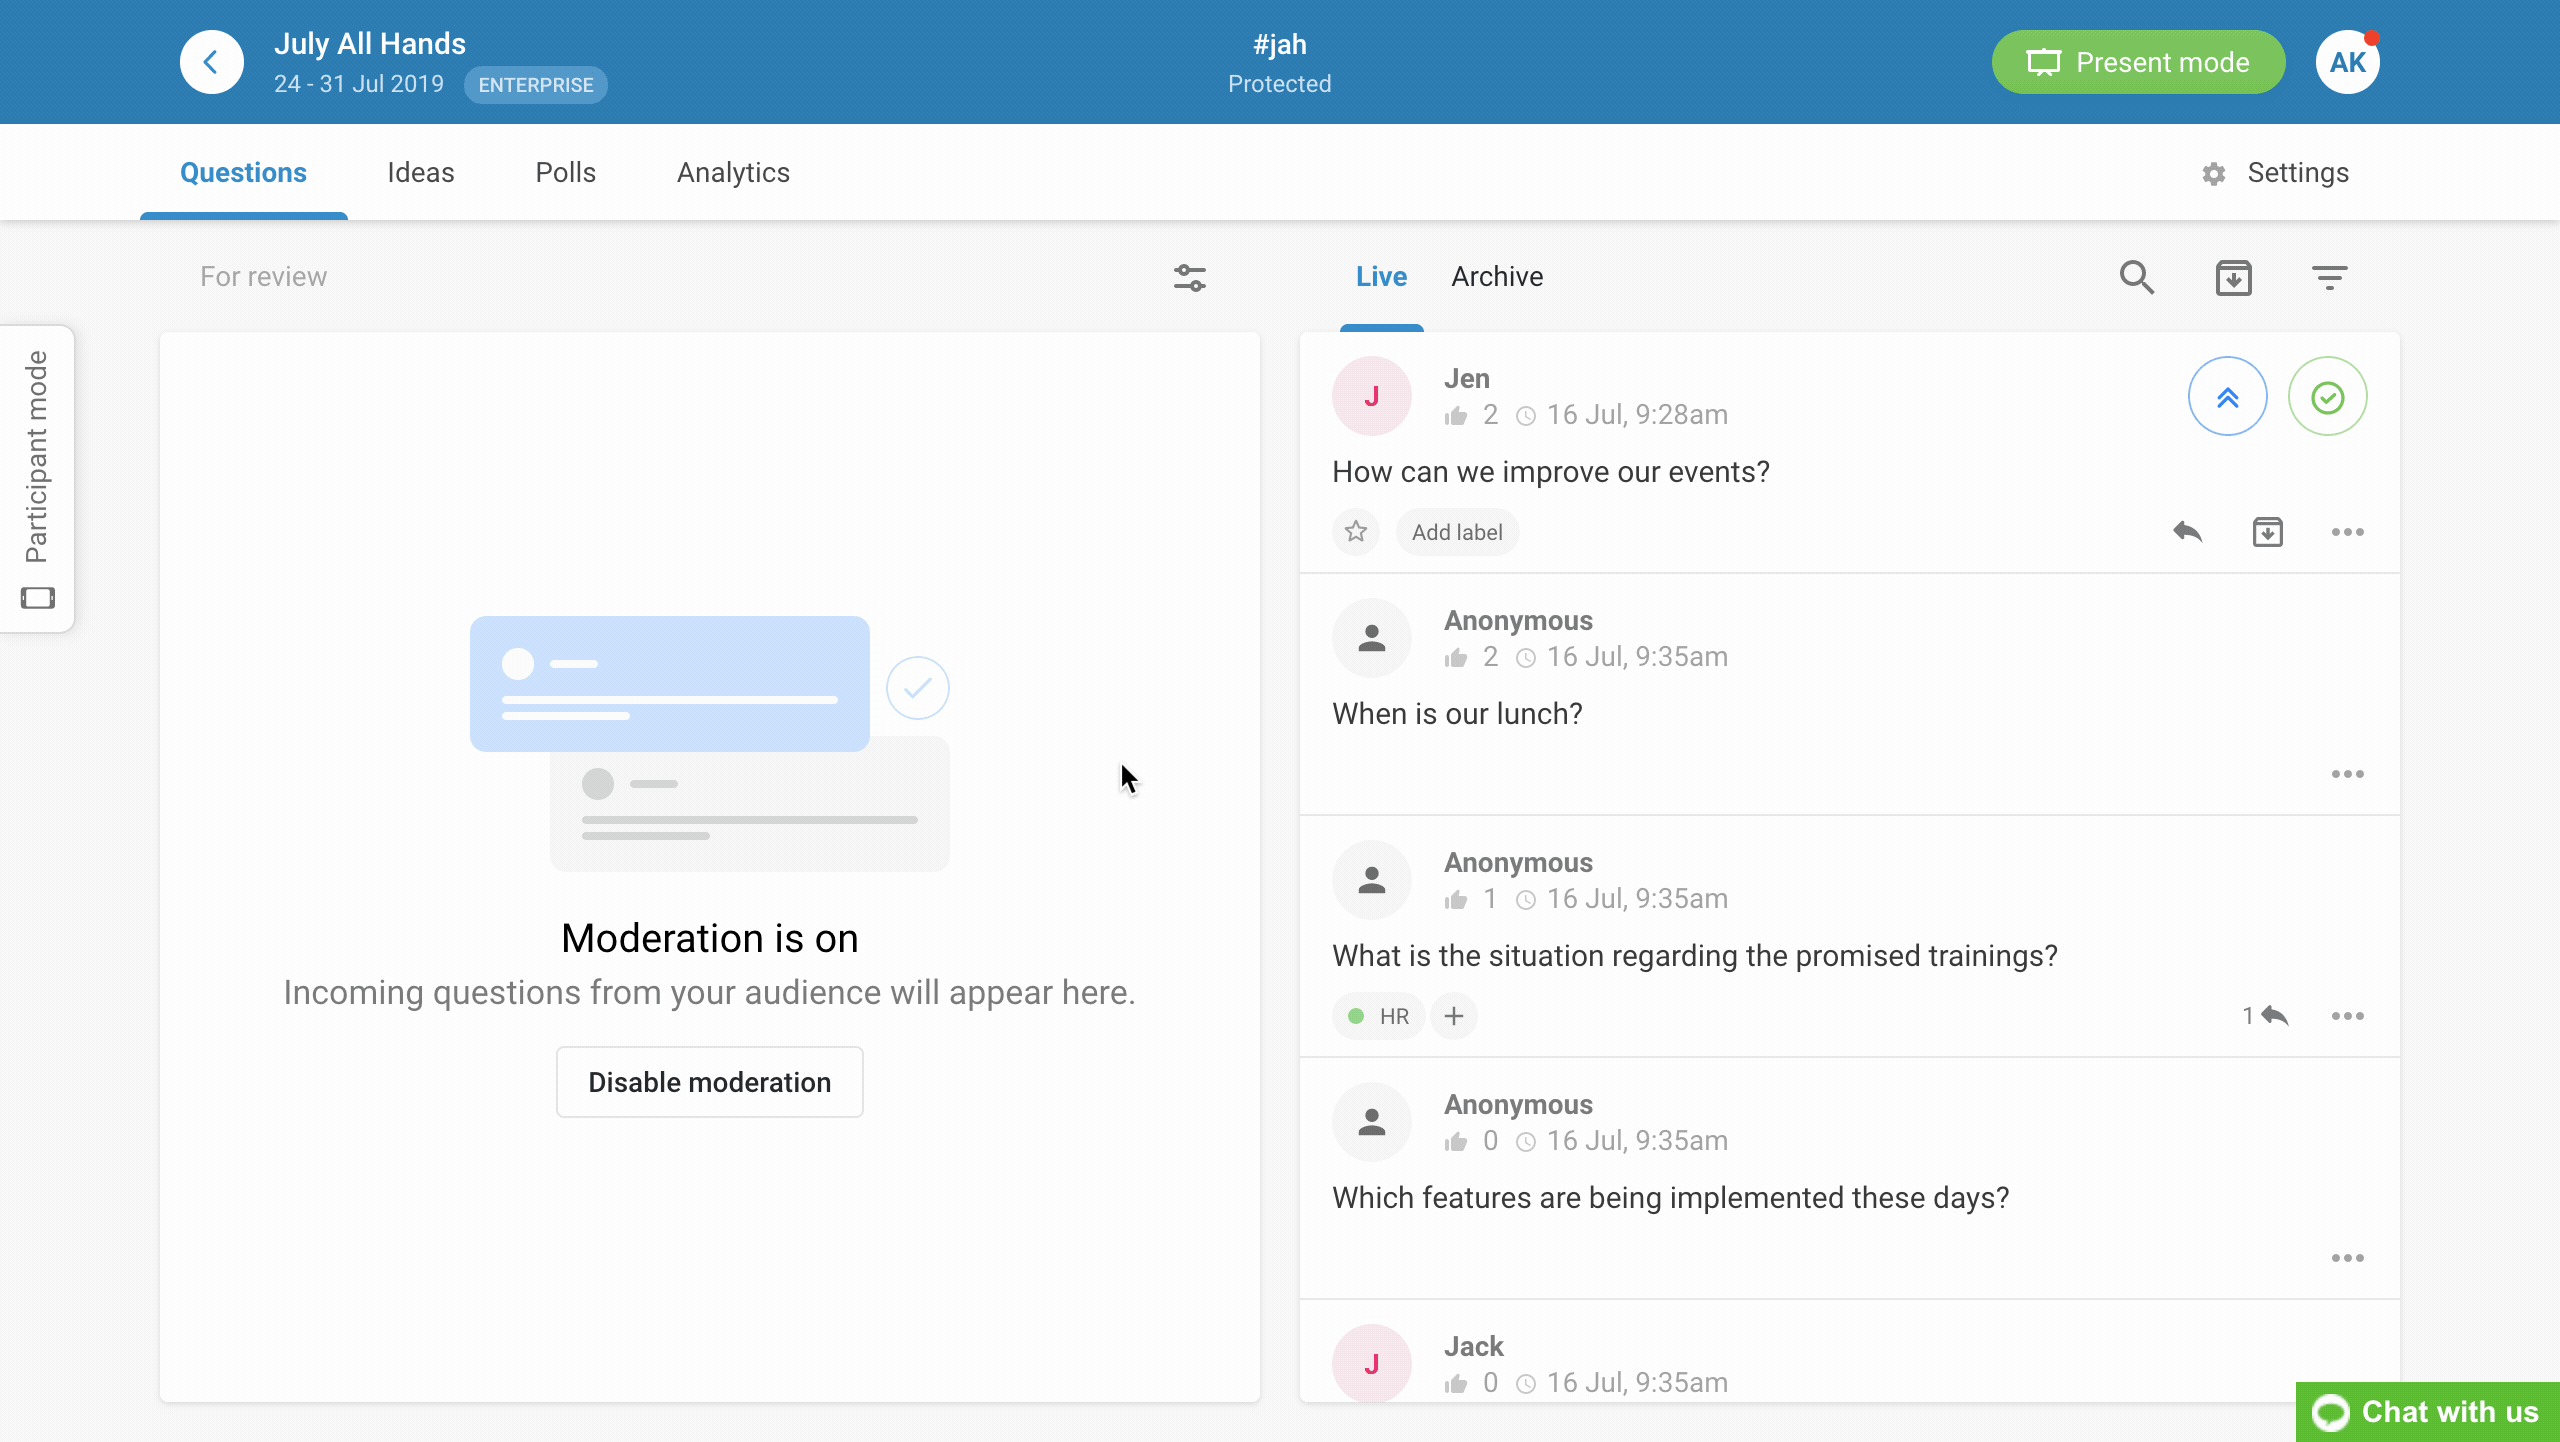 July All Hands
24 - 31 Jul 2019 ENTERPRISE
#jah
Protected
Present mode
AK
Questions Ideas Polls Analytics Settings
For review
Live Archive
Participant mode
Moderation is on
Incoming questions from your audience will appear here.
Disable moderation
J
Jen
2 16 Jul, 9:28am
How can we improve our events?
Add label
Anonymous
2 16 Jul, 9:35am
When is our lunch?
Anonymous
1 16 Jul, 9:35am
What is the situation regarding the promised trainings?
HR + 1
Anonymous
0 16 Jul, 9:35am
Which features are being implemented these days?
J
Jack
0 16 Jul, 9:35am
Chat with us